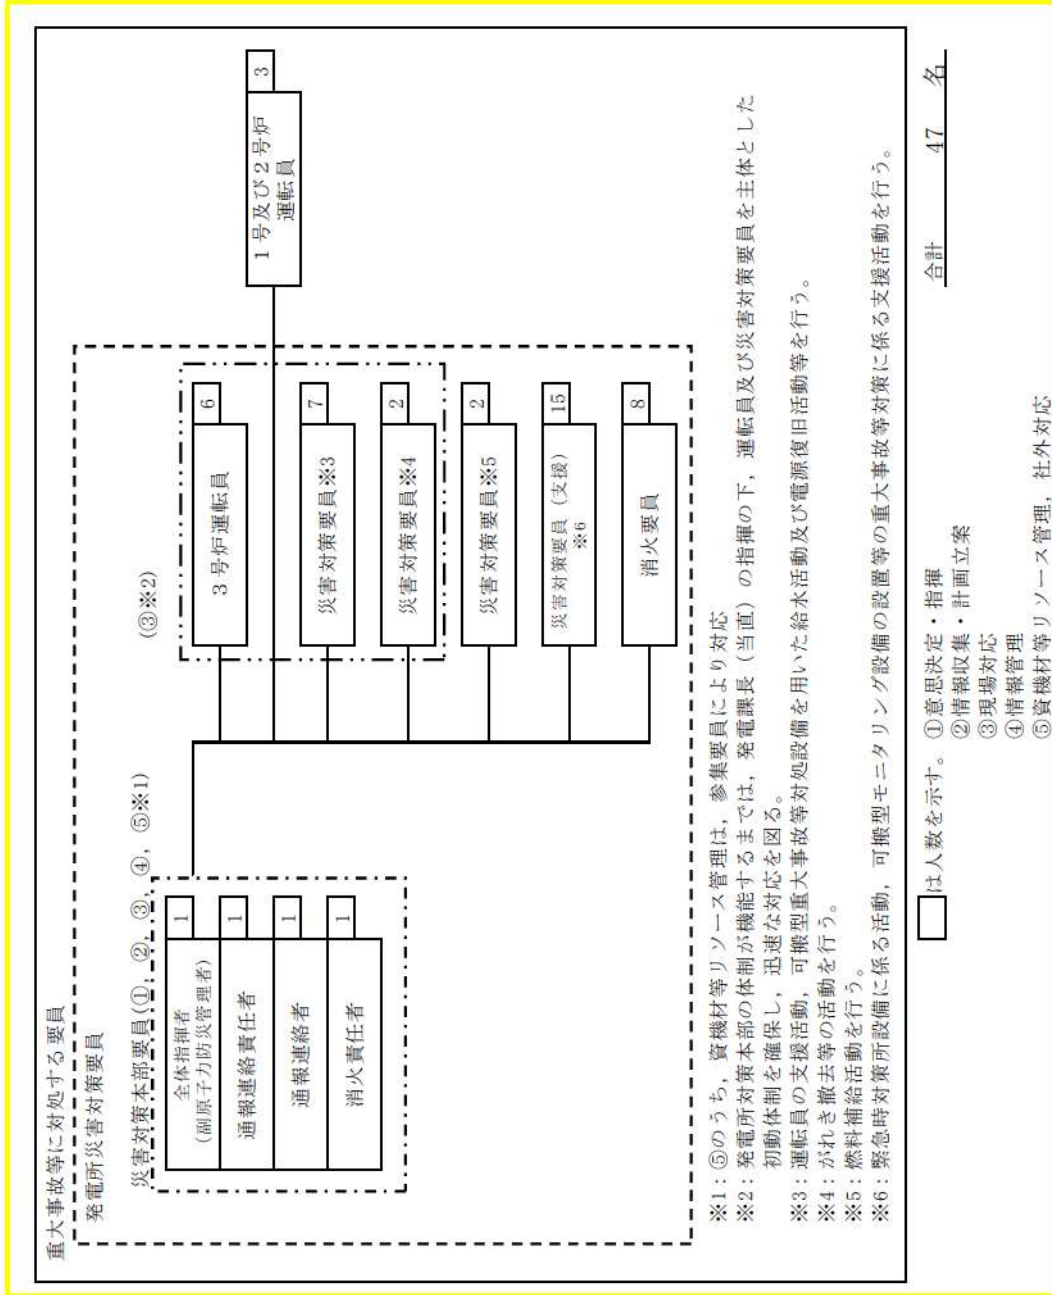 重大事故等に対処する要員
発電所災害対策要員
災害対策本部要員(①, ②, ③, ④, ⑤※1)
全体指揮者
(副原子力防災管理者)
1
通報連絡責任者
1
通報連絡者
1
消火責任者
1
(③※2)
3号炉運転員
6
災害対策要員※3
7
災害対策要員※4
2
災害対策要員※5
2
災害対策要員(支援)
※6
15
消火要員
8
1号及び2号炉
運転員
3
※1:⑤のうち,資機材等リソース管理は,参集要員により対応
※2:発電所対策本部の体制が機能するまでは,発電課長(当直)の指揮の下,運転員及び災害対策要員を主体とした
初動体制を確保し,迅速な対応を図る。
※3:運転員の支援活動,可搬型重大事故等対処設備を用いた給水活動及び電源復旧活動等を行う。
※4:がれき撤去等の活動を行う。
※5:燃料補給活動を行う。
※6:緊急時対策所設備に係る活動,可搬型モニタリング設備の設置等の重大事故等対策に係る支援活動を行う。
は人数を示す。
①意思決定・指揮
②情報収集・計画立案
③現場対応
④情報管理
⑤資機材等リソース管理,社外対応
合計 47 名